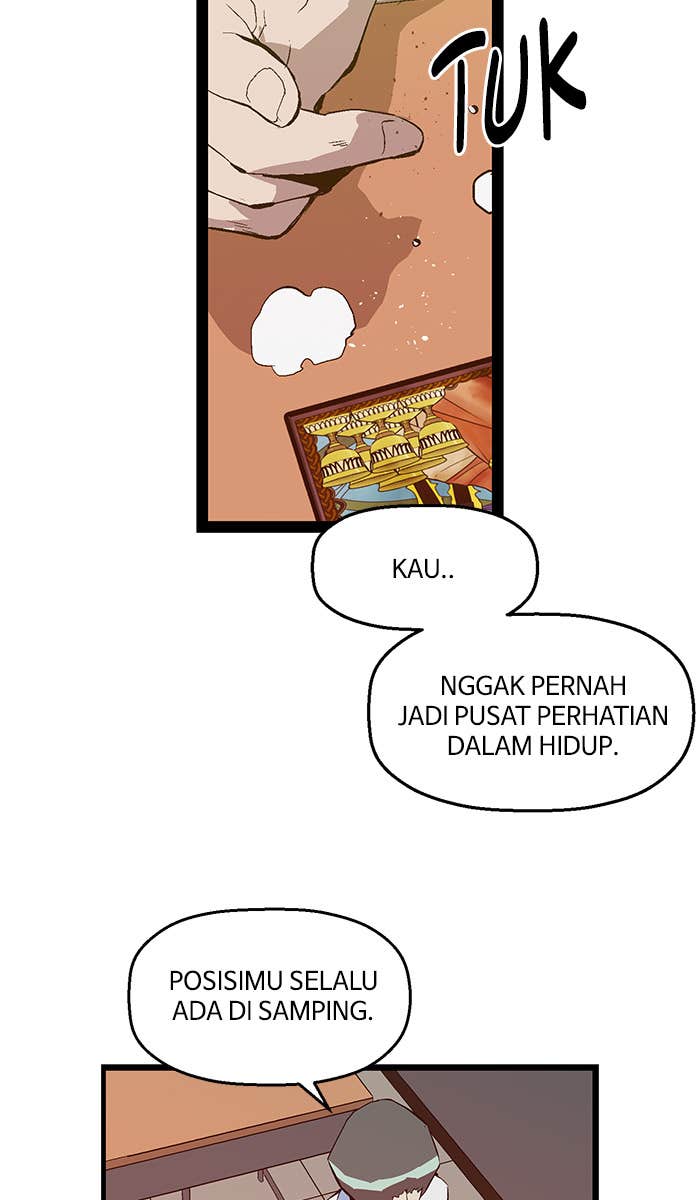 TUK
KAU..
NGGAK PERNAH
JADI PUSAT PERHATIAN
DALAM HIDUP.
POSISIMU SELALU
ADA DI SAMPING.